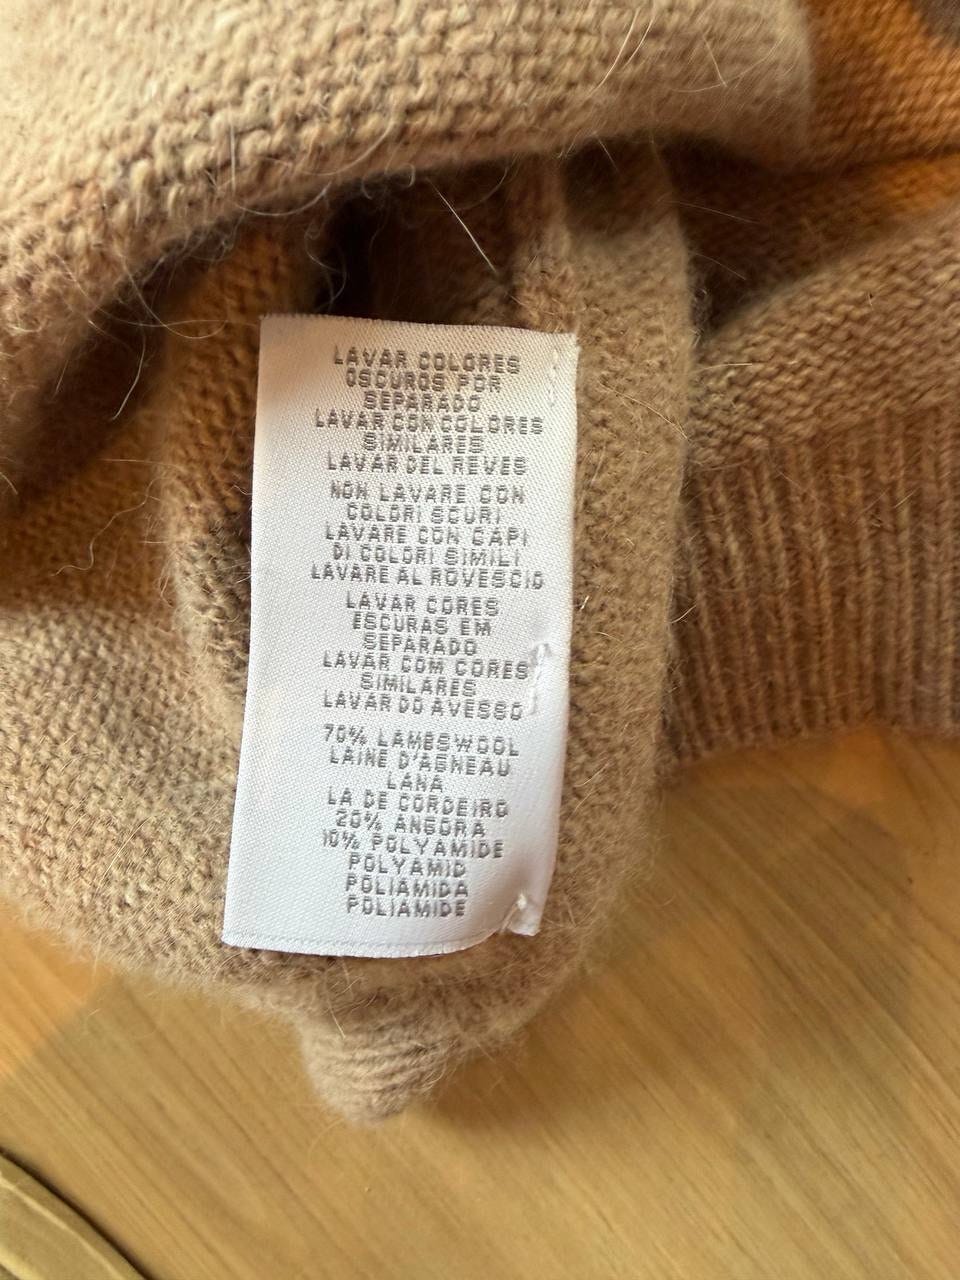 LAVAR COLORES
OSCUROS POR
SEPARADO
LAVAR CON COLORES
SIMILARES
LAVAR DEL REVES
NON LAVARE CON
COLORI SCURI
LAVARE CON CAPI
DI COLORI SIMILI
LAVARE AL ROVESCIO
LAVAR CORES
ESCURAS EM
SEPARADO
LAVAR COM CORES
SIMILARES
LAVAR DO AVESSO
70% LAMBSWOOL
LAINE D'AGNEAU
LANA
LA DE CORDEIRO
20% ANGORA
10% POLYAMIDE
POLYAMID
POLIAMIDA
POLIAMIDE